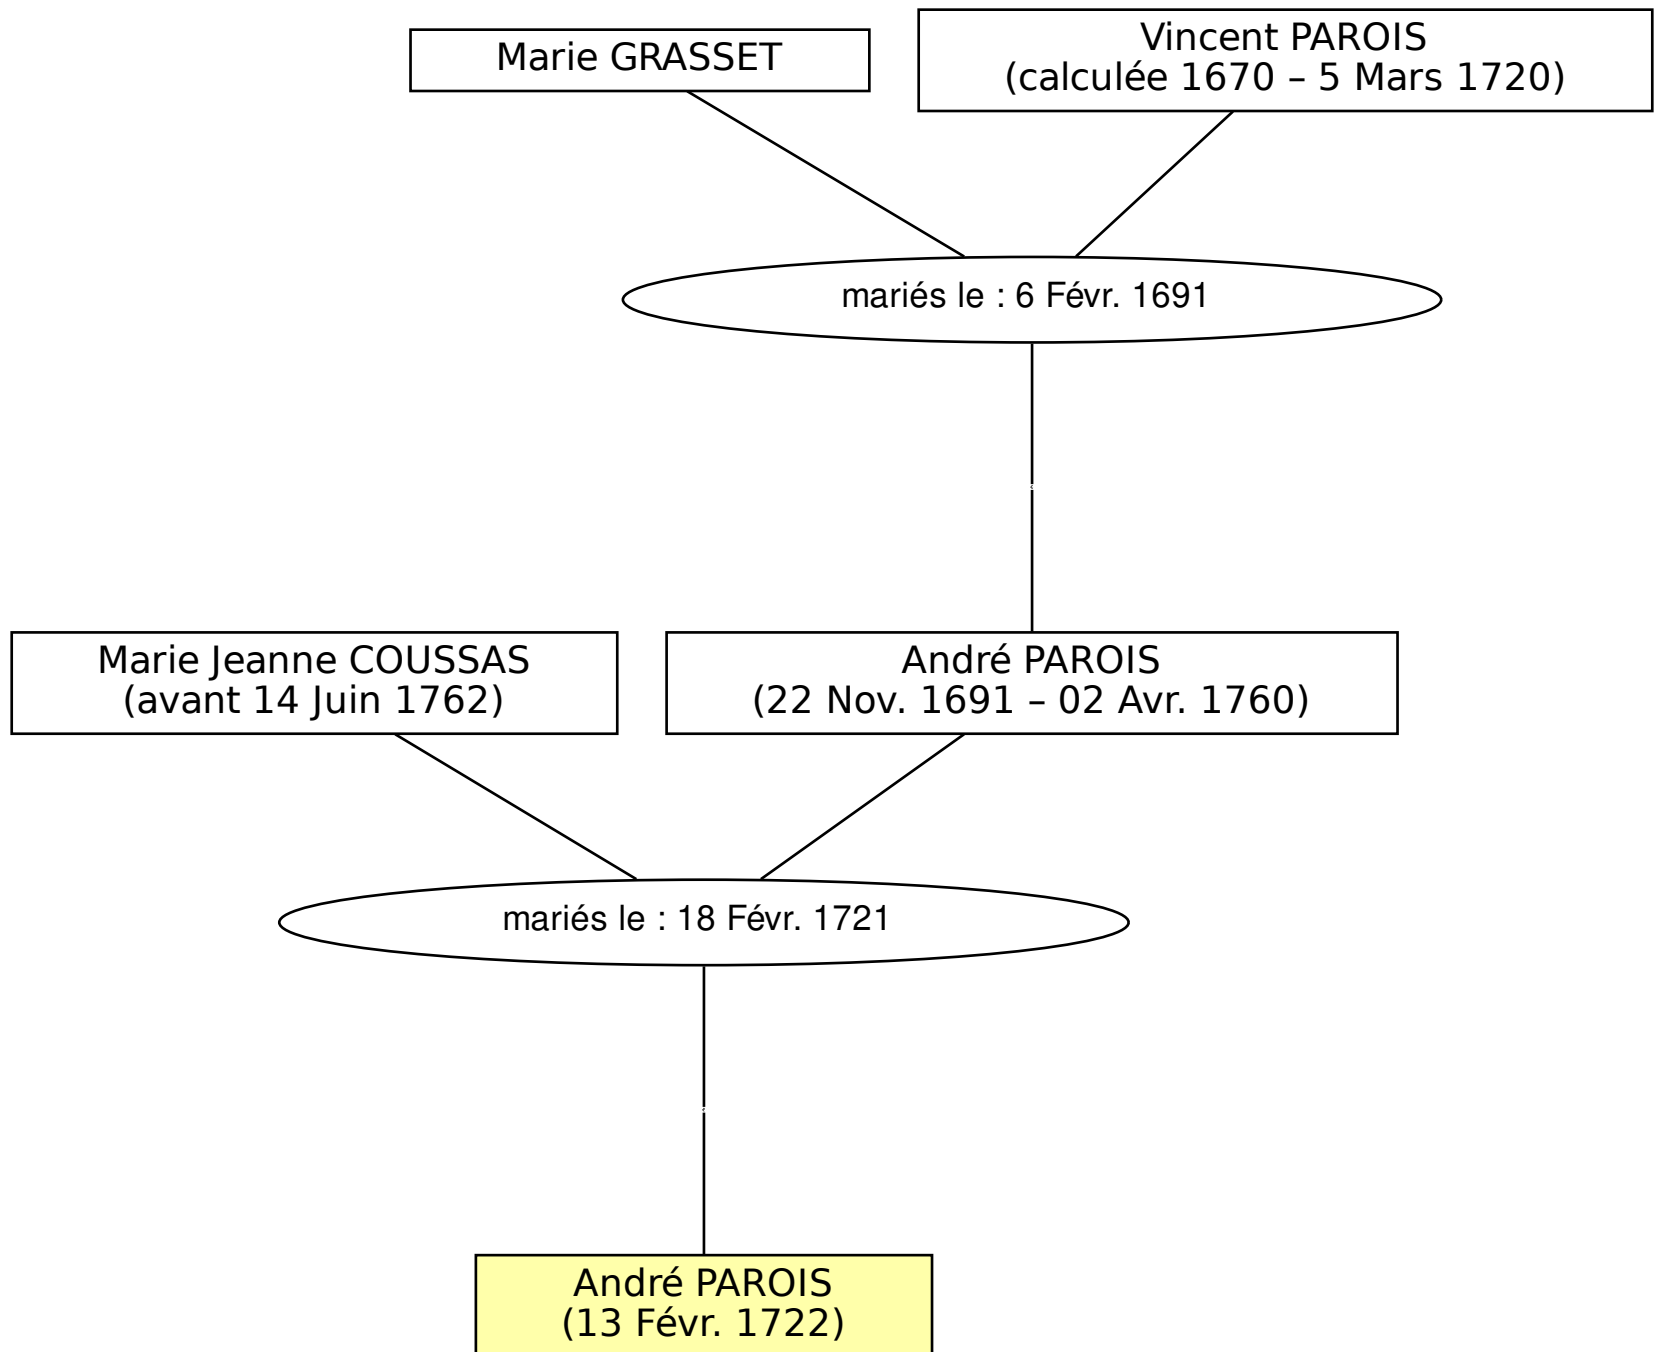 Marie GRASSET
Vincent PAROIS
(calculée 1670 – 5 Mars 1720)
mariés le : 6 Févr. 1691
Marie Jeanne COUSSAS
(avant 14 Juin 1762)
André PAROIS
(22 Nov. 1691 – 02 Avr. 1760)
mariés le : 18 Févr. 1721
André PAROIS
(13 Févr. 1722)